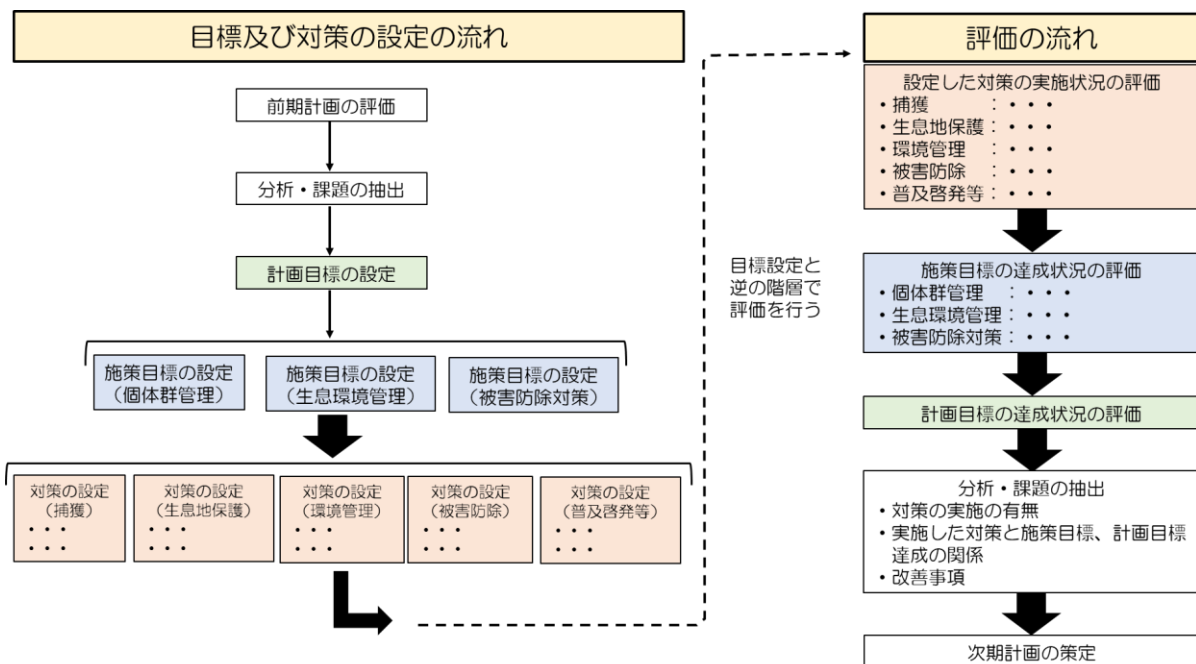 目標及び対策の設定の流れ
前期計画の評価
分析・課題の抽出
計画目標の設定
施策目標の設定
（個体群管理）
施策目標の設定
（生息環境管理）
施策目標の設定
（被害防除対策）
対策の設定
（捕獲）
・・・
・・・
対策の設定
（生息地保護）
・・・
・・・
対策の設定
（環境管理）
・・・
・・・
対策の設定
（被害防除）
・・・
・・・
対策の設定
（普及啓発等）
・・・
・・・
目標設定と
逆の階層で
評価を行う
評価の流れ
設定した対策の実施状況の評価
・捕獲　　　：・・・
・生息地保護：・・・
・環境管理　：・・・
・被害防除　：・・・
・普及啓発等：・・・
施策目標の達成状況の評価
・個体群管理　：・・・
・生息環境管理：・・・
・被害防除対策：・・・
計画目標の達成状況の評価
分析・課題の抽出
・対策の実施の有無
・実施した対策と施策目標、計画目標
達成の関係
・改善事項
次期計画の策定